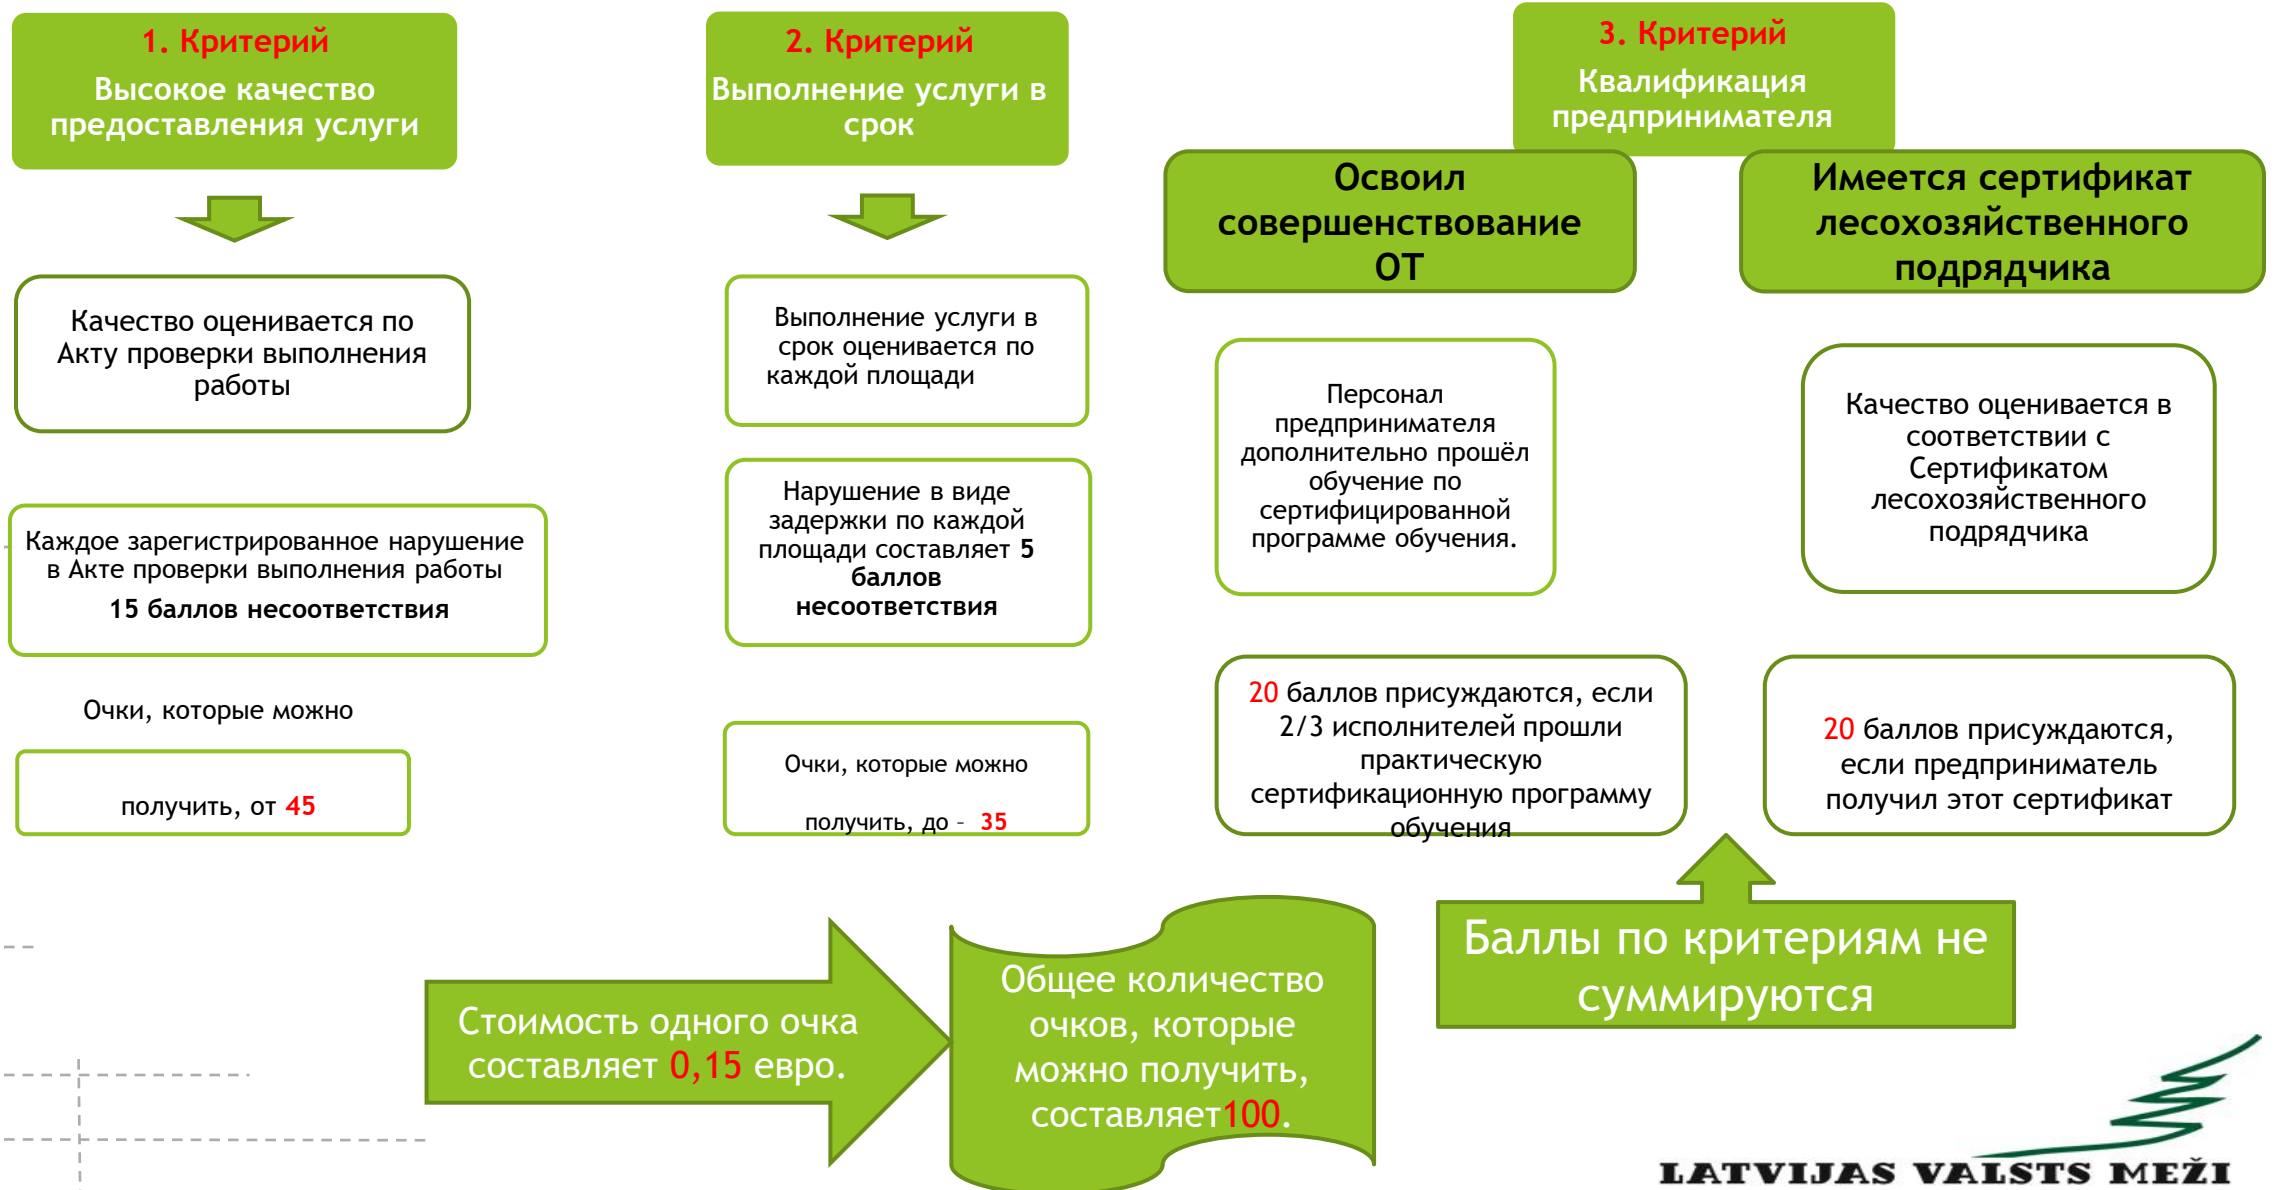 1. Критерий
Высокое качество
предоставления услуги
Качество оценивается по
Акту проверки выполнения
работы
Каждое зарегистрированное нарушение
в Акте проверки выполнения работы
15 баллов несоответствия
Очки, которые можно
получить, от 45
2. Критерий
Выполнение услуги в
срок
Выполнение услуги в
срок оценивается по
каждой площади
Нарушение в виде
задержки по каждой
площади составляет 5
баллов
несоответствия
Очки, которые можно
получить, до – 35
3. Критерий
Квалификация
предпринимателя
Освоил
совершенствование
ОТ
Персонал
предпринимателя
дополнительно прошёл
обучение по
сертифицированной
программе обучения.
20 баллов присуждаются, если
2/3 исполнителей прошли
практическую
сертификационную программу
обучения
Имеется сертификат
лесохозяйственного
подрядчика
Качество оценивается в
соответствии с
Сертификатом
лесохозяйственного
подрядчика
20 баллов присуждаются,
если предприниматель
получил этот сертификат
Баллы по критериям не
суммируются
Стоимость одного очка
составляет 0,15 евро.
Общее количество
очков, которые
можно получить,
составляет100.
LATVIJAS VALSTS MEŽI